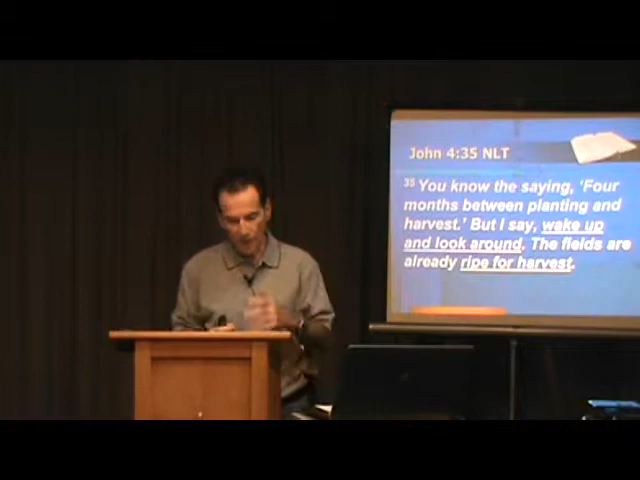 John 4:35 NLT
35 You know the saying, 'Four
months between planting and
harvest.' But I say, wake up
and look around. The fields are
already ripe for harvest.